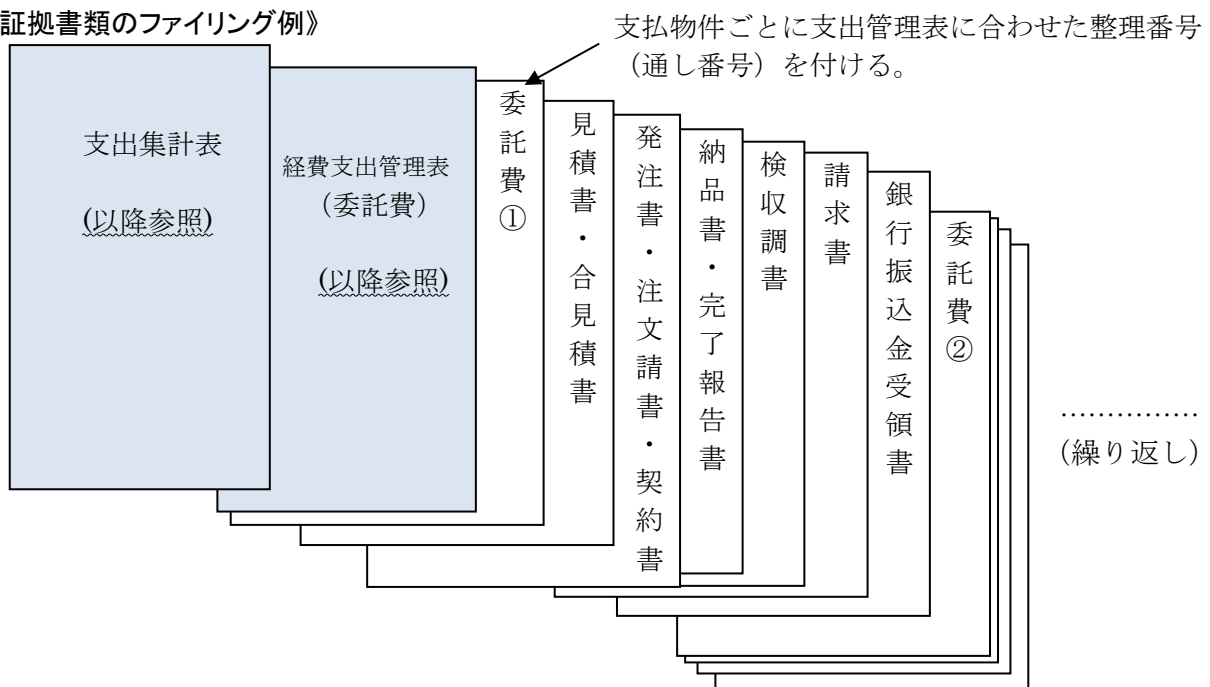 証拠書類のファイリング例》
支払物件ごとに支出管理表に合わせた整理番号
（通し番号）を付ける。
支出集計表
(以降参照)
経費支出管理表
（委託費）
(以降参照)
委託費①
見積書・合見積書
発注書・注文請書・契約書
納品書・完了報告書
検収調書
請求書
銀行振込金受領書
委託費②
……………
（繰り返し）